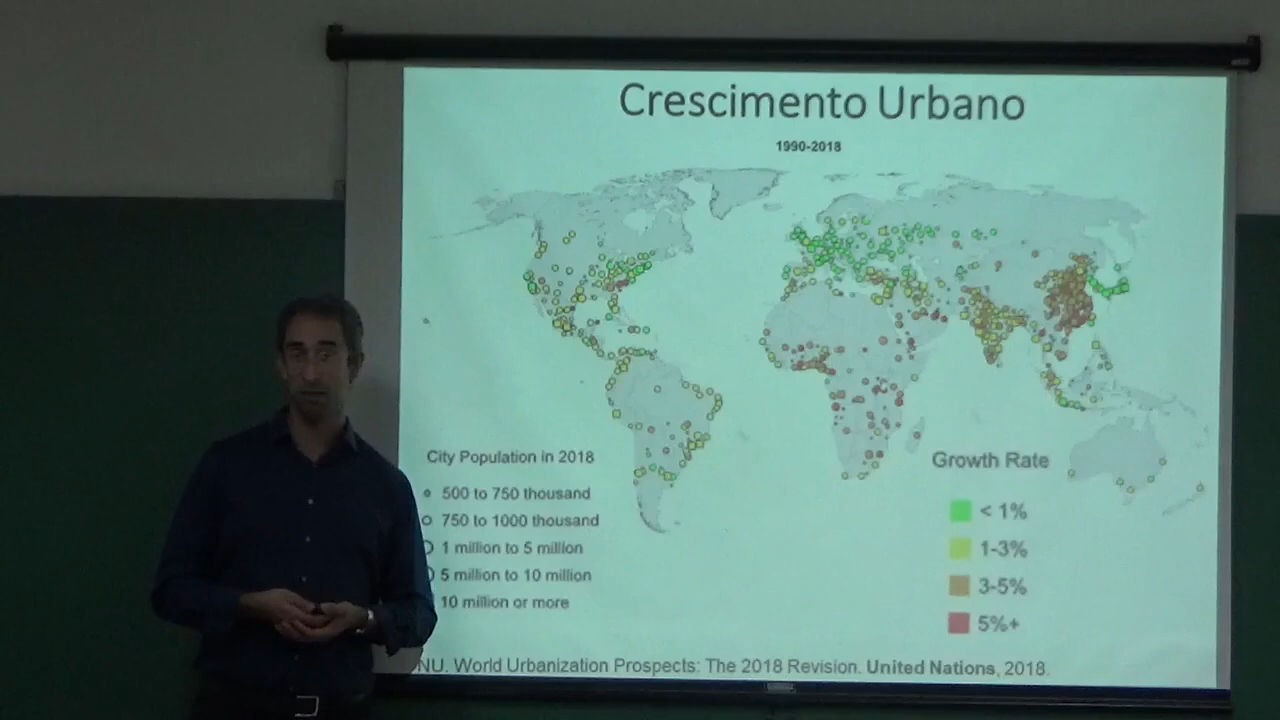 Crescimento Urbano
1990-2018
City Population in 2018
500 to 750 thousand
750 to 1000 thousand
1 million to 5 million
5 million to 10 million
10 million or more
Growth Rate
< 1%
1-3%
3-5%
5%+
NU. World Urbanization Prospects: The 2018 Revision. United Nations, 2018.